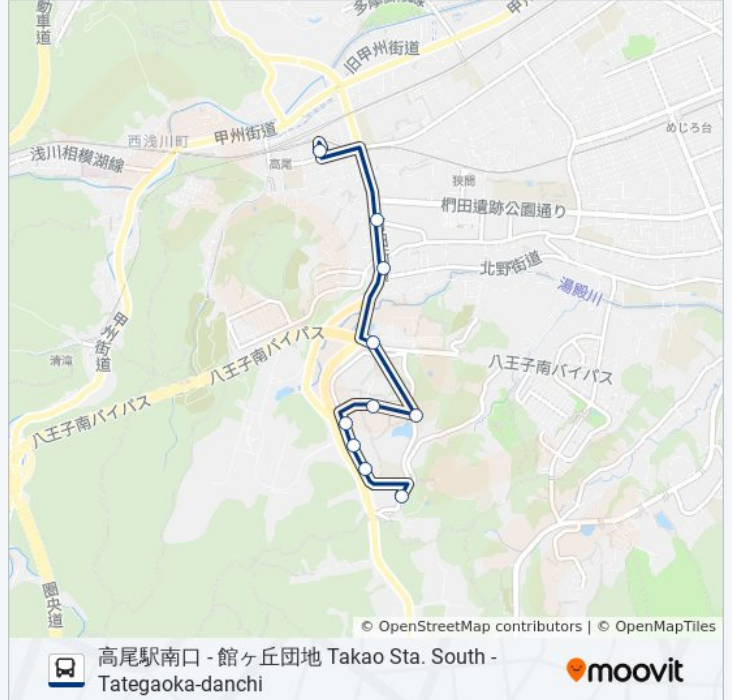 動車道
多摩
甲州
旧甲州街道
めじろ台
西浅川町
甲州街道
浅川相模湖線
高尾
狭間
椚田遺跡公園通り
北野街道
湯殿川
甲州街道
清滝
八王子南バイパス
八王子南バイパス
八王子南バイパス
圏央道
© OpenStreetMap contributors | © OpenMapTiles
高尾駅南口 - 館ヶ丘団地 Takao Sta. South -
Tategaoka-danchi
moovit